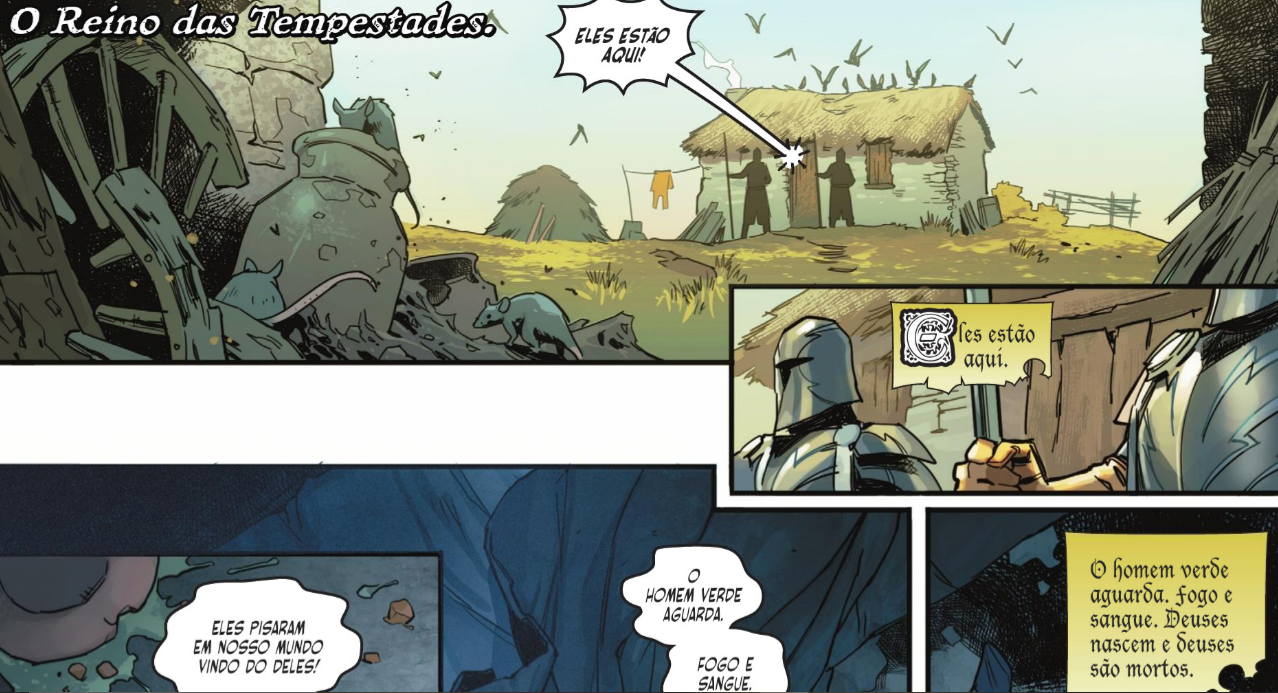 O Reino das Tempestades.
ELES ESTÃO
AQUI!
Eles estão
aqui.
ELES PISARAM
EM NOSSO MUNDO
VINDO DO DELES!
O
HOMEM VERDE
AGUARDA.
FOGO E
SANGUE.
O homem verde
aguarda. Fogo e
sangue. Deuses
nascem e deuses
são mortos.